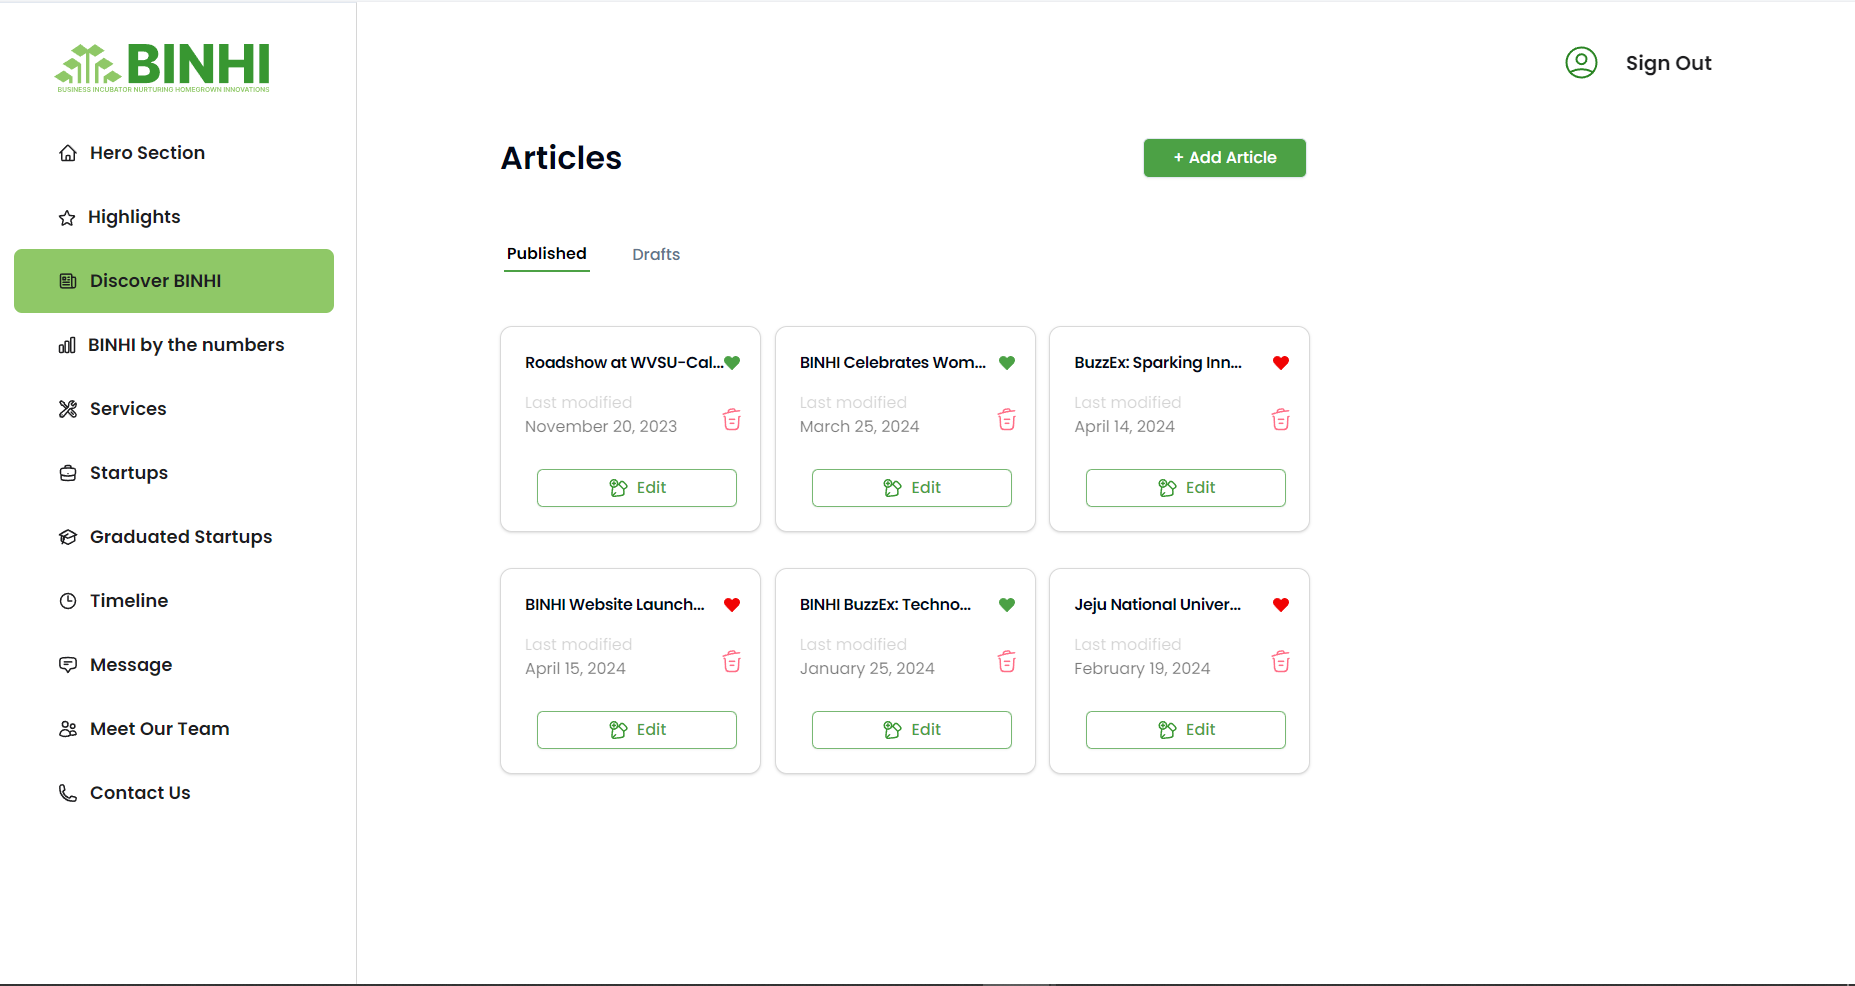 BINHI
BUSINESS INCUBATOR NURTURING HOMEGROWN INNOVATIONS
Hero Section
Highlights
Discover BINHI
BINHI by the numbers
Services
Startups
Graduated Startups
Timeline
Message
Meet Our Team
Contact Us
Sign Out
Articles
+ Add Article
Published
Drafts
Roadshow at WVSU-Cal...
Last modified
November 20, 2023
Edit
BINHI Celebrates Wom...
Last modified
March 25, 2024
Edit
BuzzEx: Sparking Inn...
Last modified
April 14, 2024
Edit
BINHI Website Launch...
Last modified
April 15, 2024
Edit
BINHI BuzzEx: Techno...
Last modified
January 25, 2024
Edit
Jeju National Univer...
Last modified
February 19, 2024
Edit